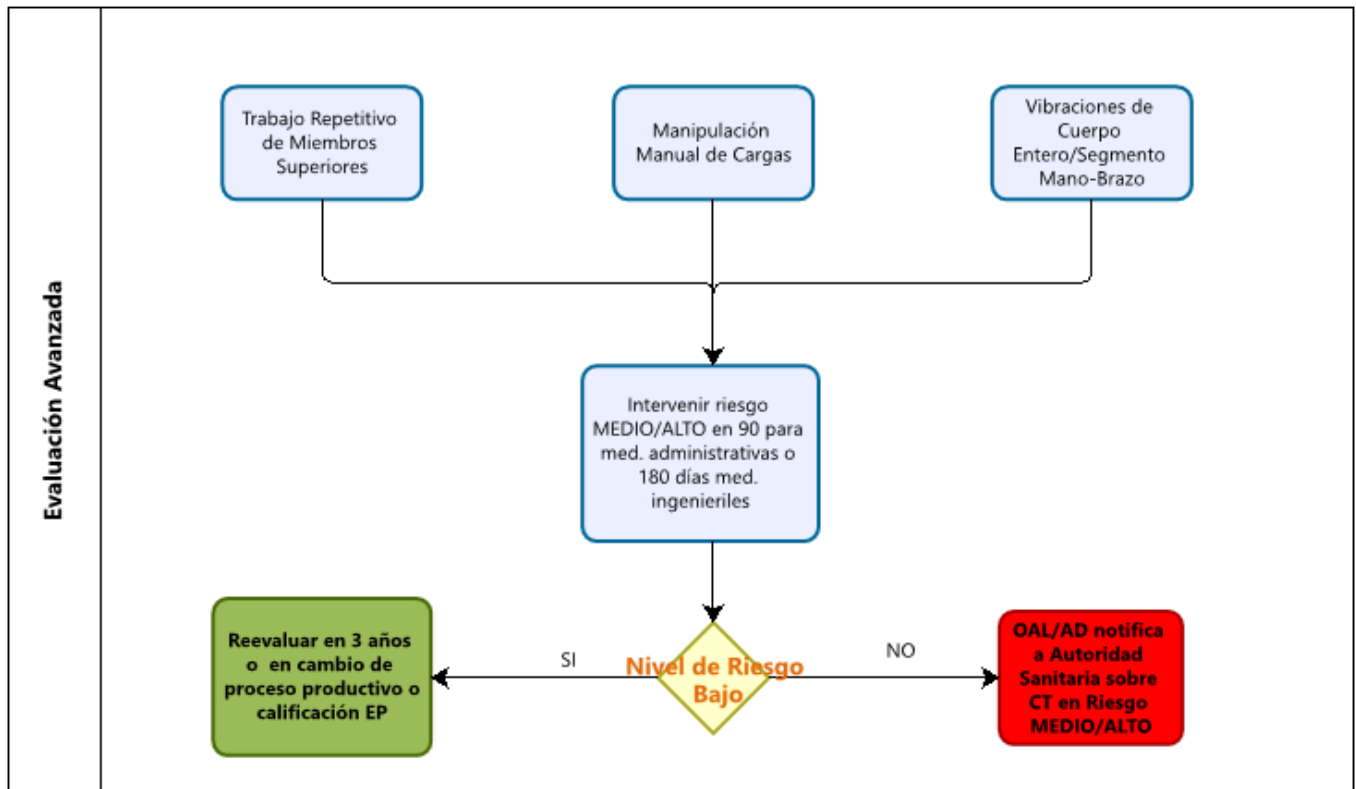 Evaluación Avanzada
Trabajo Repetitivo
de Miembros
Superiores
Manipulación
Manual de Cargas
Vibraciones de
Cuerpo
Entero/Segmento
Mano-Brazo
Intervenir riesgo
MEDIO/ALTO en 90 para
med. administrativas o
180 días med.
ingenieriles
Reevaluar en 3 años
o en cambio de
proceso productivo o
calificación EP
SI
Nivel de Riesgo
Bajo
NO
OAL/AD notifica
a Autoridad
Sanitaria sobre
CT en Riesgo
MEDIO/ALTO